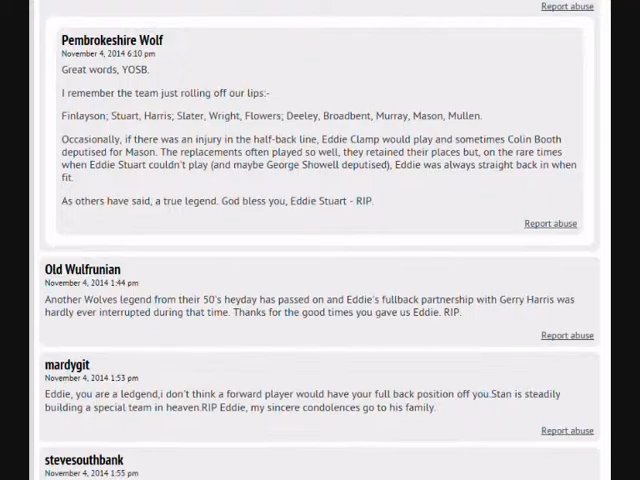 Report abuse
Pembrokeshire Wolf
November 4, 2014 6:10 pm
Great words, YOSB.
I remember the team just rolling off our lips:-
Finlayson; Stuart, Harris; Slater, Wright, Flowers; Deeley, Broadbent, Murray, Mason, Mullen.
Occasionally, if there was an injury in the half-back line, Eddie Clamp would play and sometimes Colin Booth
deputised for Mason. The replacements often played so well, they retained their places but, on the rare times
when Eddie Stuart couldn't play (and maybe George Showell deputised), Eddie was always straight back in when
fit.
As others have said, a true legend. God bless you, Eddie Stuart - RIP.
Report abuse
Old Wulfrunian
November 4, 2014 1:44 pm
Another Wolves legend from their 50's heyday has passed on and Eddie's fullback partnership with Gerry Harris was
hardly ever interrupted during that time. Thanks for the good times you gave us Eddie. RIP.
Report abuse
mardygit
November 4, 2014 1:53 pm
Eddie, you are a ledgend,i don't think a forward player would have your full back position off you.Stan is steadily
building a special team in heaven.RIP Eddie, my sincere condolences go to his family.
Report abuse
stevesouthbank
November 4, 2014 1:55 pm